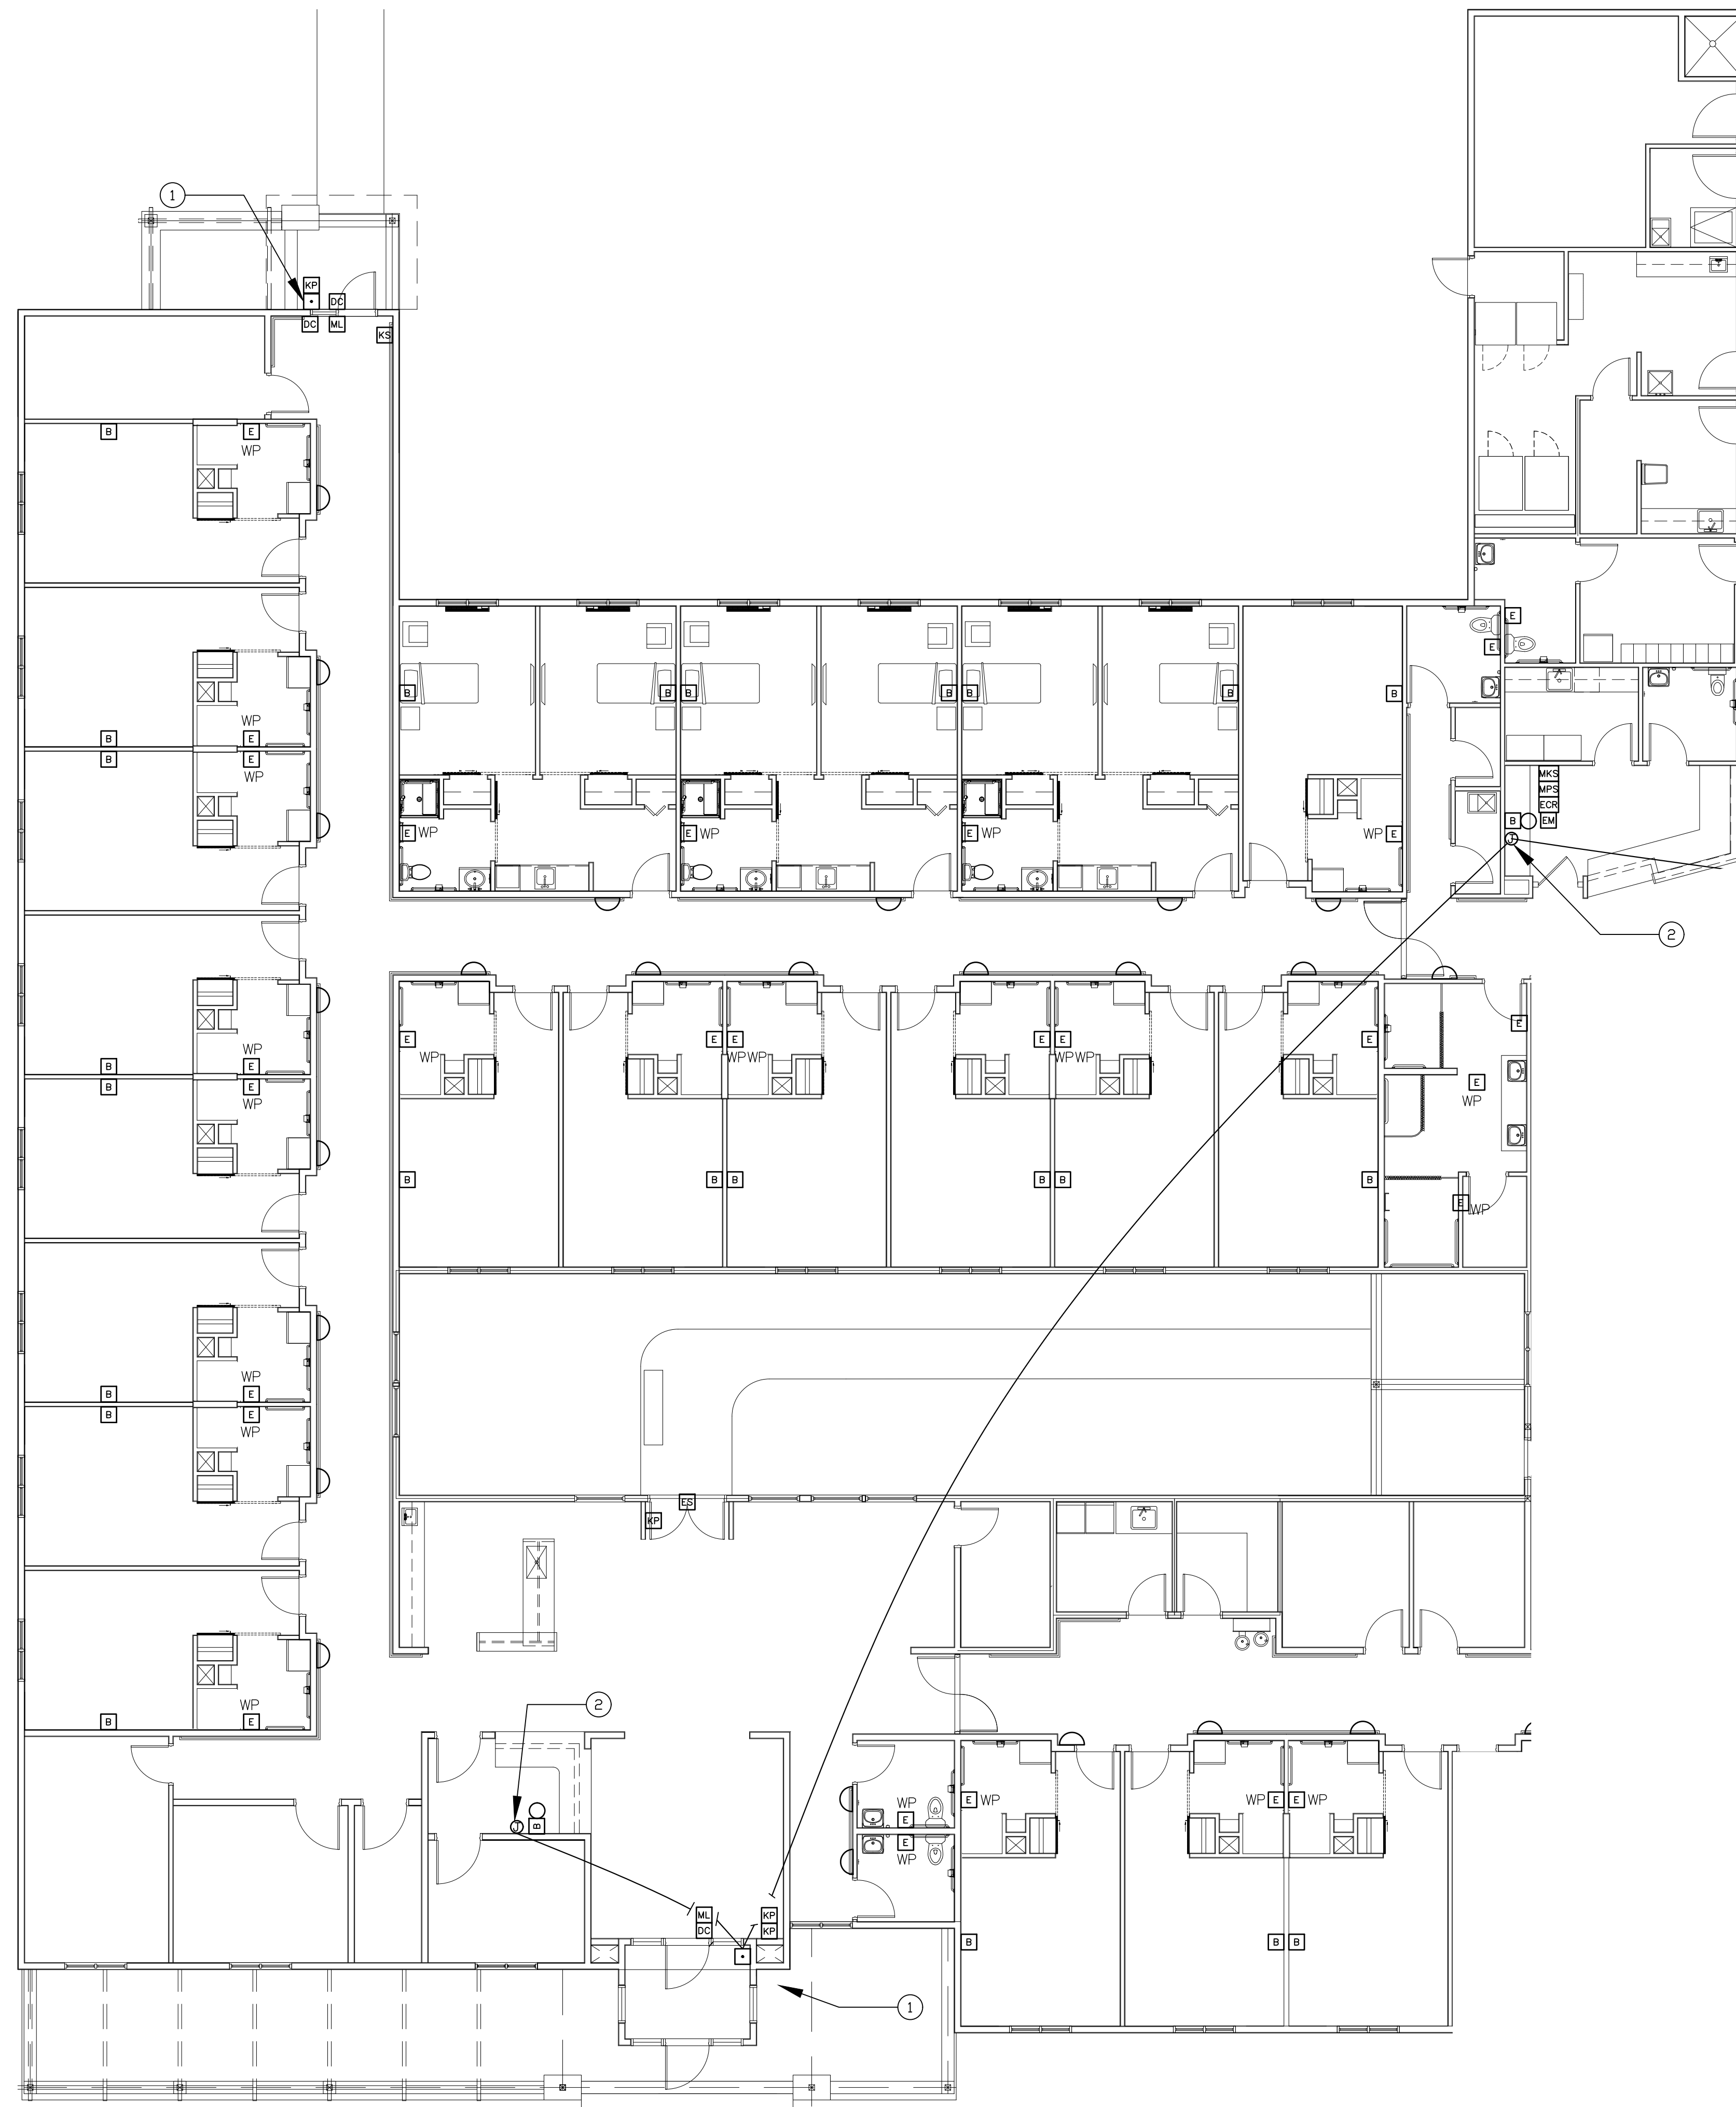 1
KP
DC
DC ML
KS
B E
WP
E
E
B B B B B B B
WP
B E
B E
WP
MKS
MPS
ECR
B EM
J
E WP E WP E WP WP E
2
E E E E E E E
WP WP WP WP WP
WP
B E
B E
WP
E
WP
B B B B B B
E
WP
WP
B E
B E
WP
ES
KP
WP
B E
2
J B
WP
E
E
WP
E WP WP E E WP
ML KP
DC KP
B B B
1